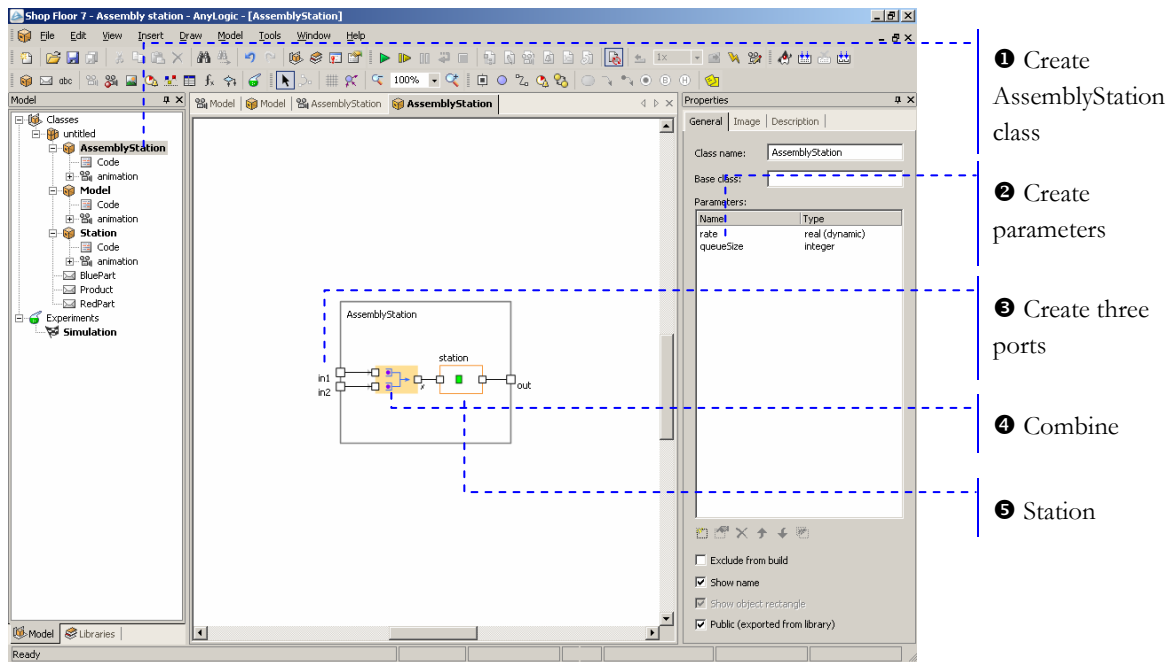 Shop Floor 7 - Assembly station - AnyLogic - [AssemblyStation]
File Edit View Insert Draw Model Tools Window Help
1x
abc 100%
Model
Model Model AssemblyStation AssemblyStation
Properties
Classes
untitled
AssemblyStation
Code
animation
Model
Code
animation
Station
Code
animation
BluePart
Product
RedPart
Experiments
Simulation
AssemblyStation
station
in1
in2
out
General Image Description
Class name: AssemblyStation
Base class:
Parameters:
Name Type
rate real (dynamic)
queueSize integer
Exclude from build
Show name
Show object rectangle
Public (exported from library)
Model Libraries
Ready
❶ Create
AssemblyStation
class
❷ Create
parameters
❸ Create three
ports
❹ Combine
❺ Station